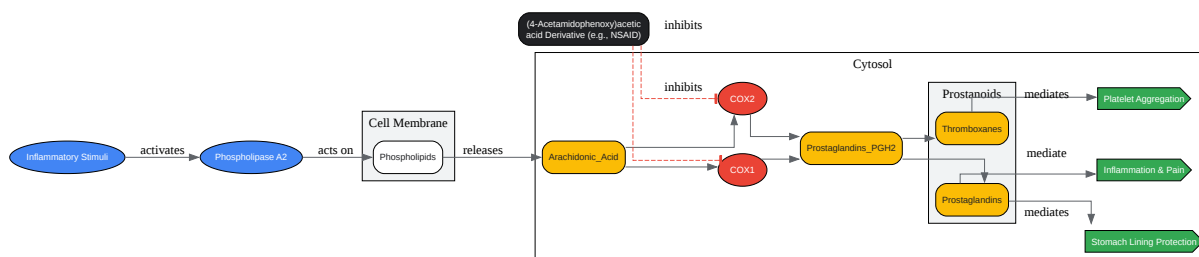 (4-Acetamidophenoxy)acetic
acid Derivative (e.g., NSAID)
inhibits
Cytosol
inhibits
COX2
Prostanoids
mediates
Platelet Aggregation
Cell Membrane
Thromboxanes
Inflammatory Stimuli
activates
Phospholipase A2
acts on
Phospholipids
releases
Arachidonic_Acid
COX1
Prostaglandins_PGH2
mediate
Inflammation & Pain
Prostaglandins
mediates
Stomach Lining Protection